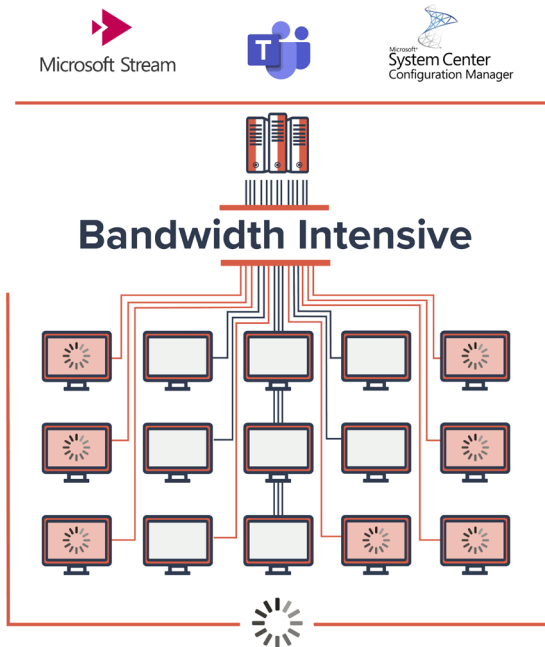 Microsoft Stream
T
Microsoft®
System Center
Configuration Manager
Bandwidth Intensive